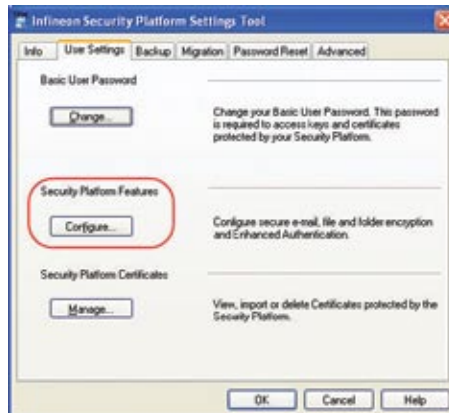 Infineon Security Platform Settings Tool
Info User Settings Backup Migration Password Reset Advanced
Basic User Password
Change...
Change your Basic User Password. This password
is required to access keys and certificates
protected by your Security Platform.
Security Platform Features
Configure...
Configure secure e-mail, file and folder encryption
and Enhanced Authentication.
Security Platform Certificates
Manage...
View, import or delete Certificates protected by the
Security Platform.
OK Cancel Help